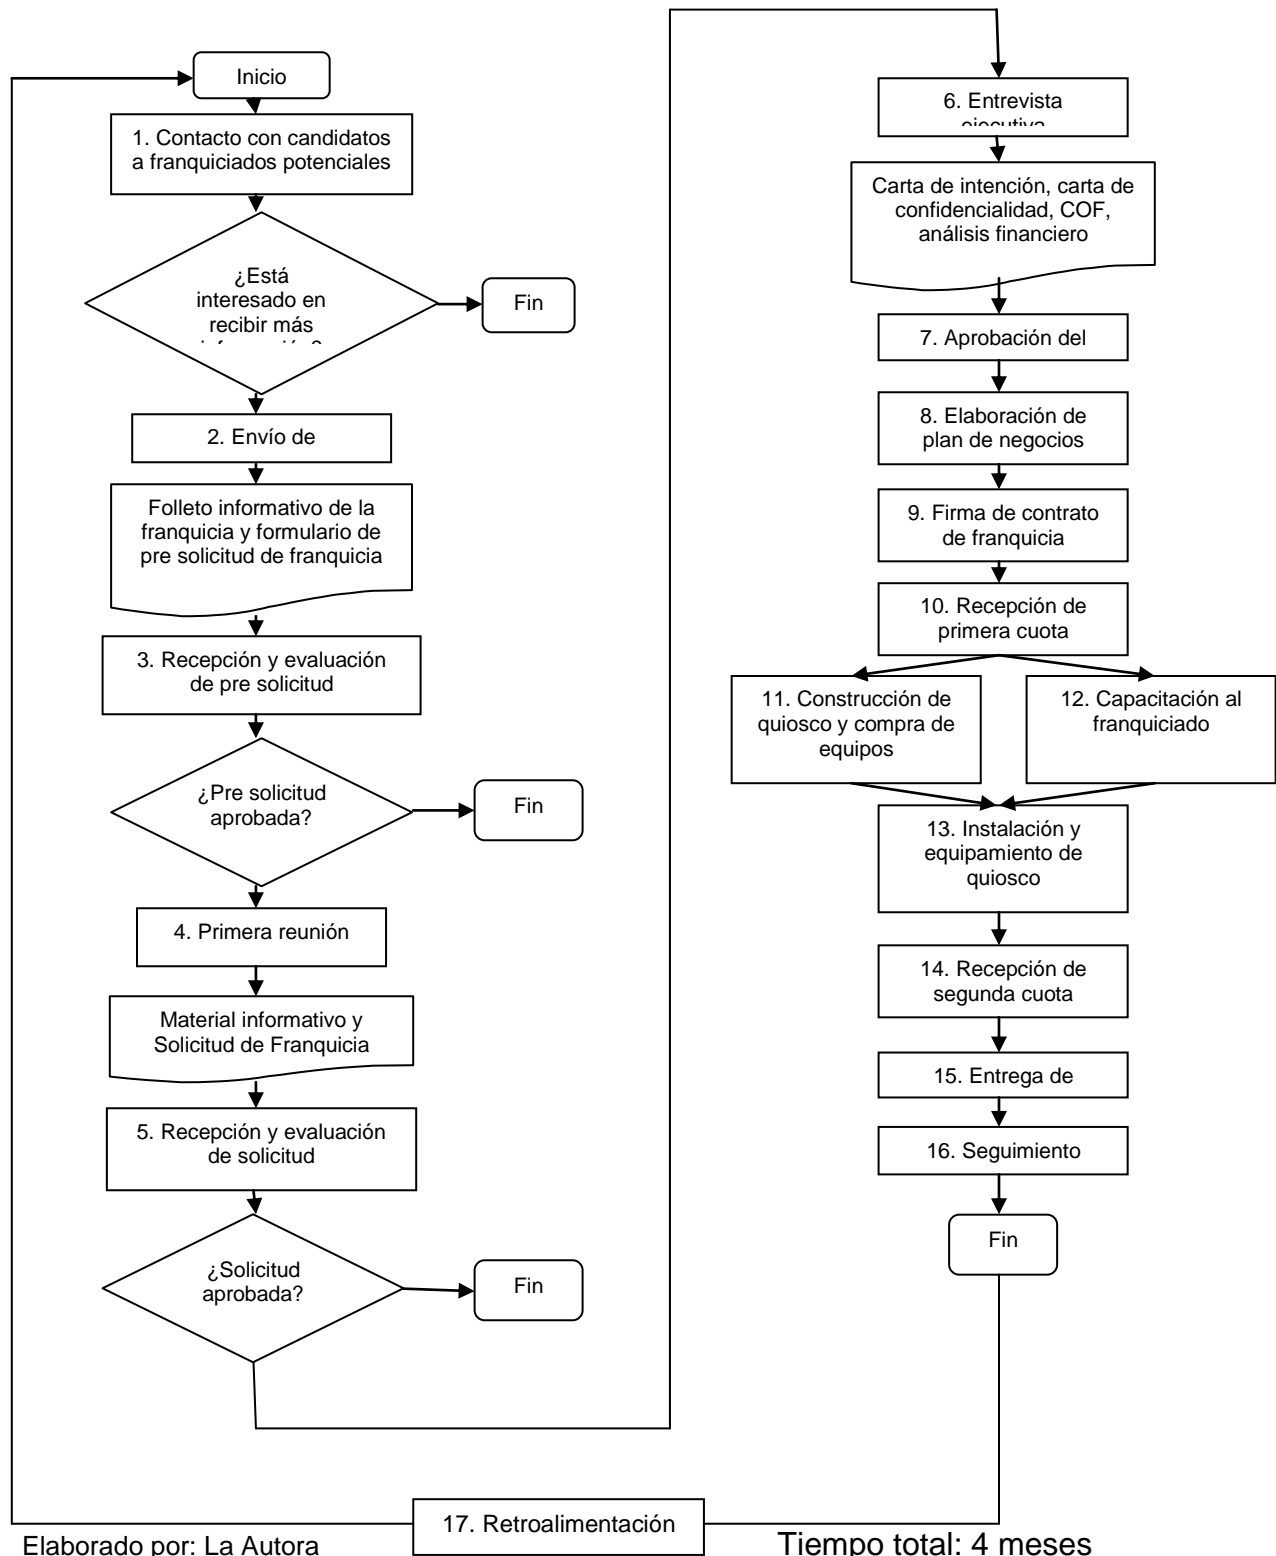 Inicio
1. Contacto con candidatos
a franquiciados potenciales
¿Está
interesado en
recibir más
Fin
2. Envío de
Folleto informativo de la
franquicia y formulario de
pre solicitud de franquicia
3. Recepción y evaluación
de pre solicitud
¿Pre solicitud
aprobada?
Fin
4. Primera reunión
Material informativo y
Solicitud de Franquicia
5. Recepción y evaluación
de solicitud
¿Solicitud
aprobada?
Fin
6. Entrevista
ejecutiva
Carta de intención, carta de
confidencialidad, COF,
análisis financiero
7. Aprobación del
8. Elaboración de
plan de negocios
9. Firma de contrato
de franquicia
10. Recepción de
primera cuota
11. Construcción de
quiosco y compra de
equipos
12. Capacitación al
franquiciado
13. Instalación y
equipamiento de
quiosco
14. Recepción de
segunda cuota
15. Entrega de
16. Seguimiento
Fin
17. Retroalimentación
Elaborado por: La Autora
Tiempo total: 4 meses